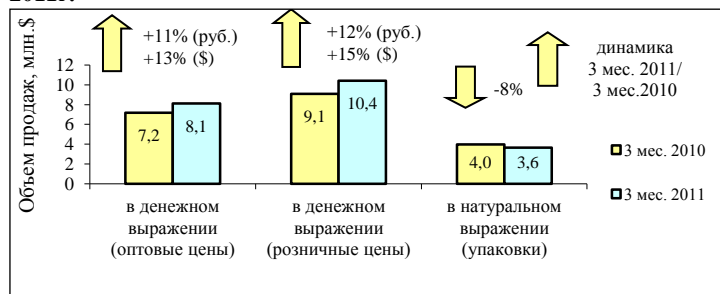 +11% (руб.)
+13% ($)
+12% (руб.)
+15% ($)
-8%
динамика
3 мес. 2011/
3 мес.2010
Объем продаж, млн.$
12
10
8
6
4
2
0
7,2
8,1
9,1
10,4
4,0
3,6
в денежном
выражении
(оптовые цены)
в денежном
выражении
(розничные цены)
в натуральном
выражении
(упаковки)
3 мес. 2010
3 мес. 2011